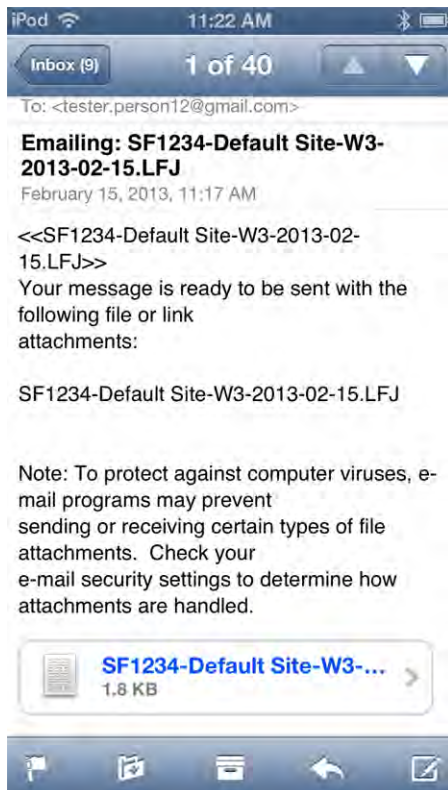 iPod 11:22 AM
Inbox (9) 1 of 40
To: <tester.person12@gmail.com>
Emailing: SF1234-Default Site-W3-
2013-02-15.LFJ
February 15, 2013, 11:17 AM
<<SF1234-Default Site-W3-2013-02-
15.LFJ>>
Your message is ready to be sent with the
following file or link
attachments:
SF1234-Default Site-W3-2013-02-15.LFJ
Note: To protect against computer viruses, e-
mail programs may prevent
sending or receiving certain types of file
attachments.  Check your
e-mail security settings to determine how
attachments are handled.
SF1234-Default Site-W3-...
1.8 KB